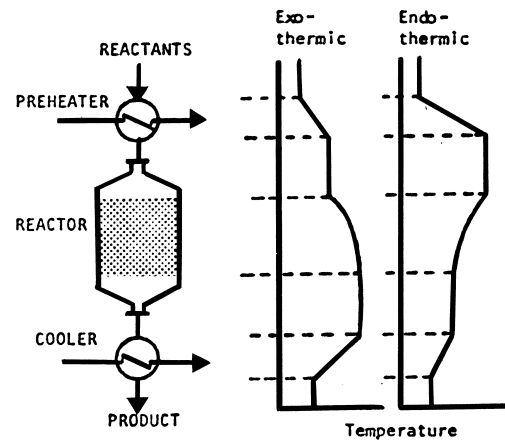 Exo-
thermic
Endo-
thermic
REACTANTS
PREHEATER
REACTOR
COOLER
PRODUCT
Temperature